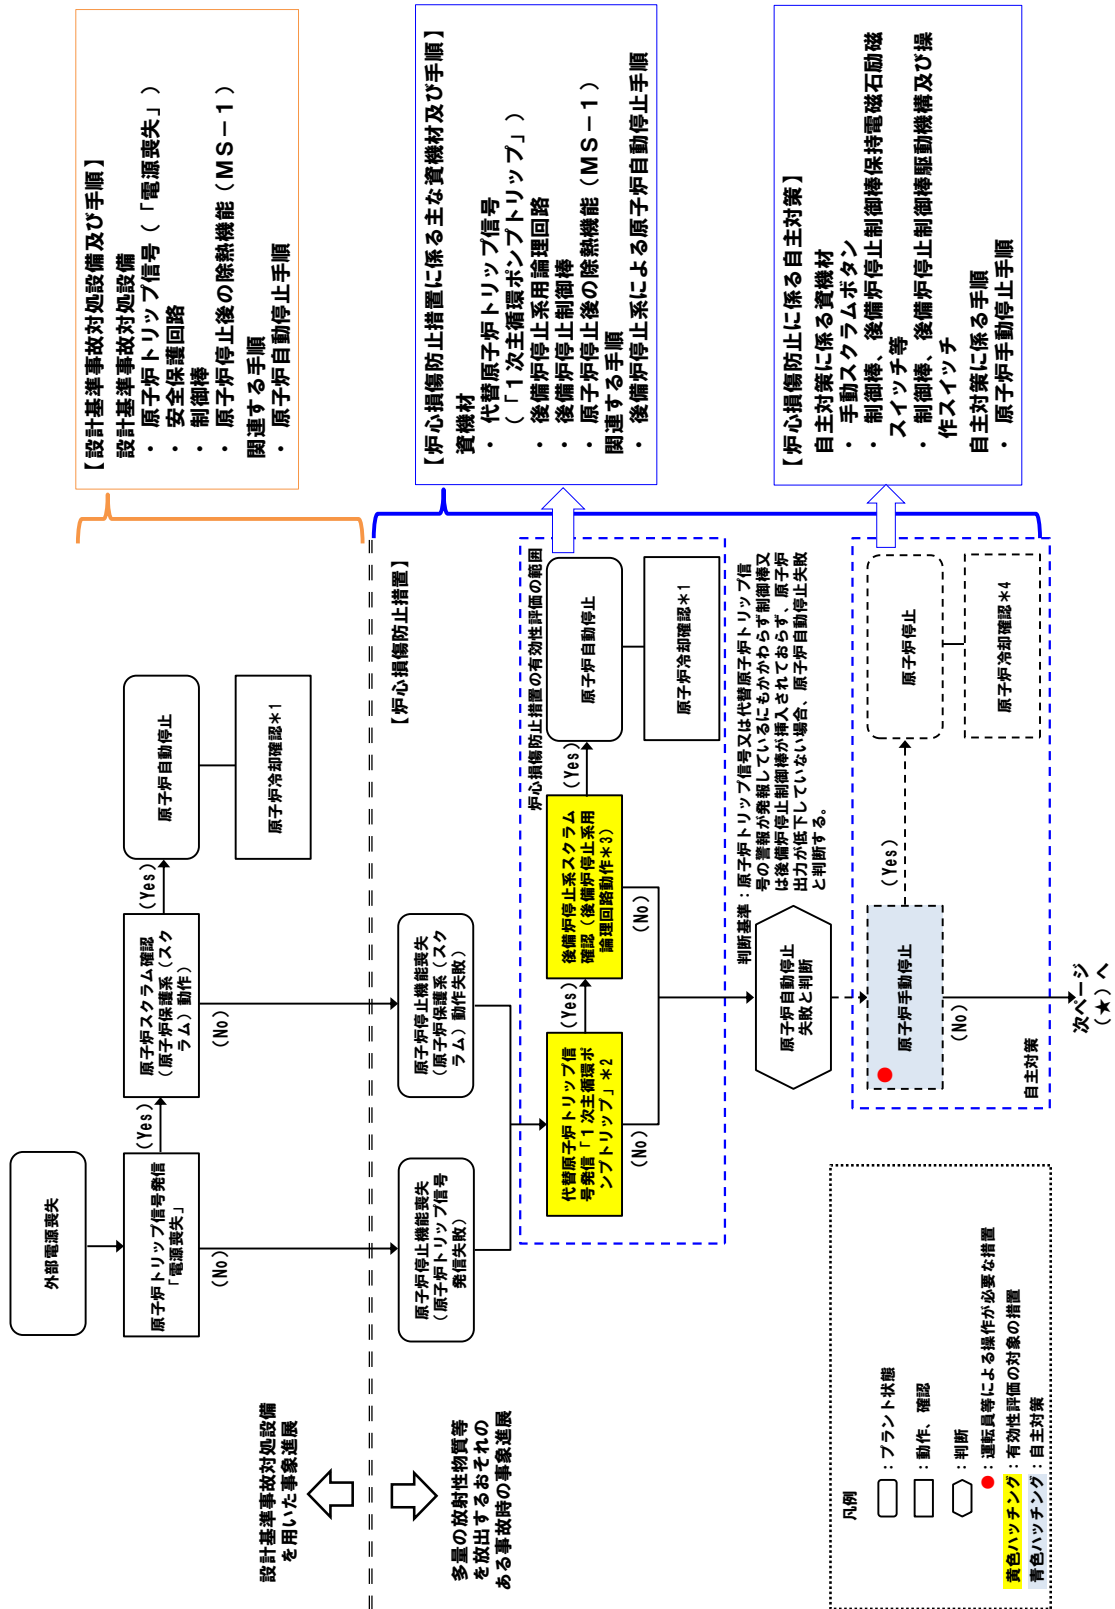 外部電源喪失
原子炉トリップ信号発信
「電源喪失」
(Yes)
(No)
原子炉スクラム確認
(原子炉保護系(スク
ラム)動作)
(Yes)
(No)
原子炉自動停止
原子炉冷却確認*1
【設計基準事故対処設備及び手順】
設計基準事故対処設備
・ 原子炉トリップ信号(「電源喪失」)
安全保護回路
・ 制御棒
・ 原子炉停止後の除熱機能(MS-1)
関連する手順
・ 原子炉自動停止手順
設計基準事故対処設備
を用いた事象進展
多量の放射性物質等
を放出するおそれの
ある事故時の事象進展
【炉心損傷防止措置】
原子炉停止機能喪失
(原子炉トリップ信号
発信失敗)
原子炉停止機能喪失
(原子炉保護系(スク
ラム)動作失敗)
炉心損傷防止措置の有効性評価の範囲
代替原子炉トリップ信
号発信「1次主循環ポ
ンプトリップ」*2
(Yes)
(No)
後備炉停止系スクラム
確認(後備炉停止系用
論理回路動作*3)
(Yes)
(No)
原子炉自動停止
原子炉冷却確認*1
【炉心損傷防止措置に係る主な資機材及び手順】
資機材
・ 代替原子炉トリップ信号
(「1次主循環ポンプトリップ」)
・ 後備炉停止系用論理回路
・ 後備炉停止制御棒
・ 原子炉停止後の除熱機能(MS-1)
関連する手順
・ 後備炉停止系による原子炉自動停止手順
判断基準:原子炉トリップ信号又は代替原子炉トリップ信
号の警報が発報しているにもかかわらず制御棒又
は後備炉停止制御棒が挿入されておらず、原子炉
出力が低下していない場合、原子炉自動停止失敗
と判断する。
原子炉自動停止
失敗と判断
原子炉手動停止
(Yes)
(No)
原子炉停止
原子炉冷却確認*4
自主対策
次ページ
(★)へ
【炉心損傷防止に係る自主対策】
自主対策に係る資機材
・ 手動スクラムボタン
・ 制御棒、後備炉停止制御棒保持電磁石励磁
スイッチ等
・ 制御棒、後備炉停止制御棒駆動機構及び操
作スイッチ
自主対策に係る手順
・ 原子炉手動停止手順
凡例
:プラント状態
:動作、確認
:判断
:運転員等による操作が必要な措置
黄色ハッチング:有効性評価の対象の措置
青色ハッチング:自主対策